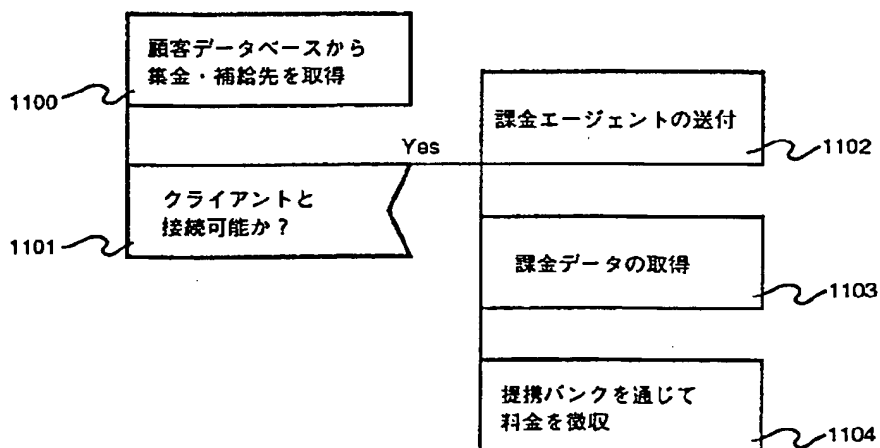 顧客データベースから
集金・補給先を取得
1100
Yes
課金エージェントの送付
1102
クライアントと
接続可能か?
1101
課金データの取得
1103
提携バンクを通じて
料金を徴収
1104